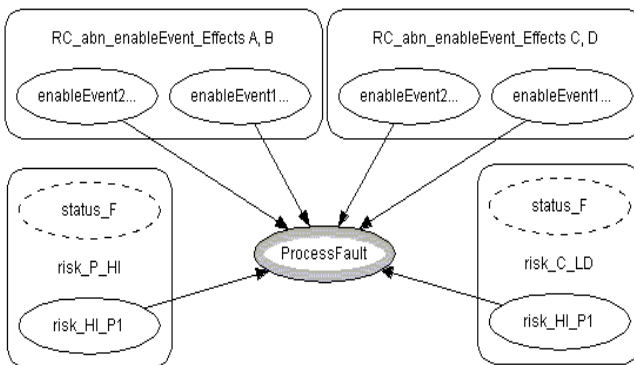 RC_abn_enableEvent_Effects A, B
RC_abn_enableEvent_Effects C, D
enableEvent2...
enableEvent1...
enableEvent2...
enableEvent1...
status_F
status_F
ProcessFault
risk_P_HI
risk_C_LD
risk_HI_P1
risk_HI_P1